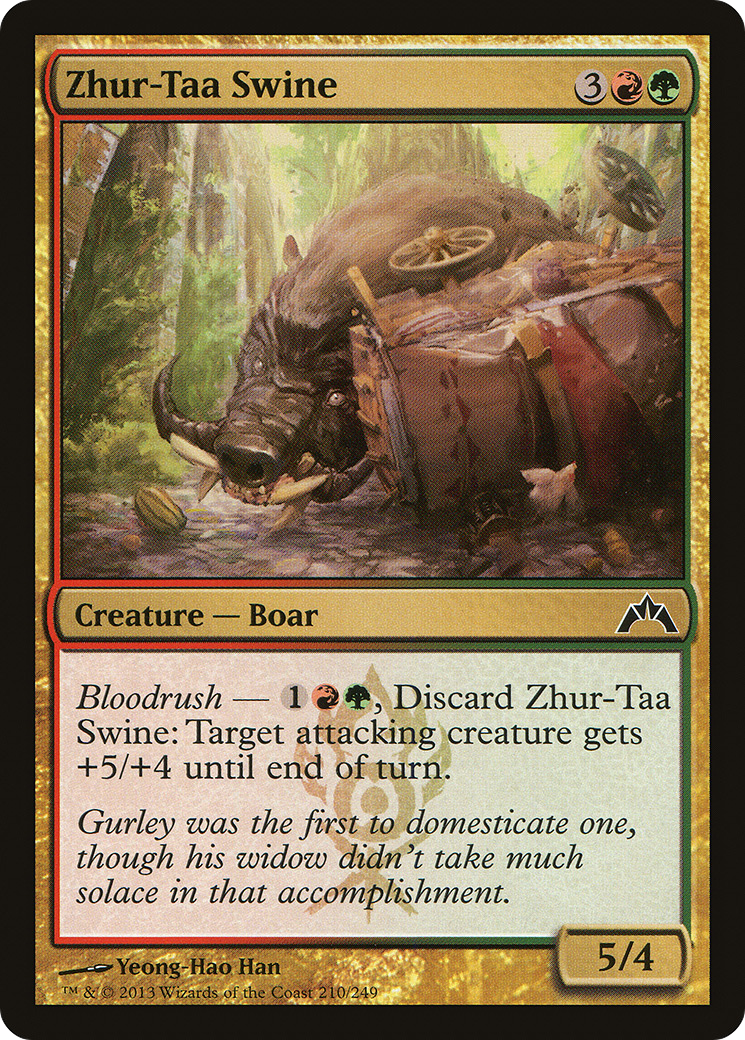 Zhur-Taa Swine 3
Creature — Boar
Bloodrush — 1, Discard Zhur-Taa
Swine: Target attacking creature gets
+5/+4 until end of turn.
Gurley was the first to domesticate one,
though his widow didn't take much
solace in that accomplishment.
5/4
Yeong-Hao Han
™ & © 2013 Wizards of the Coast 210/249